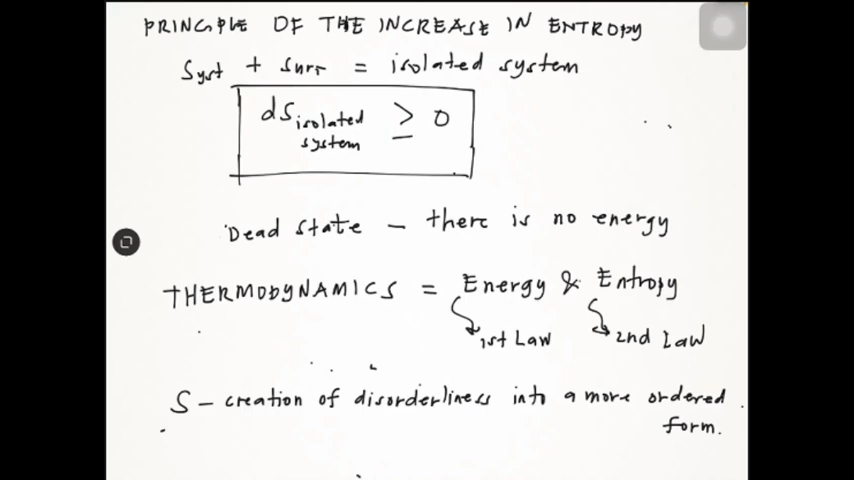 PRINCIPLE OF THE INCREASE IN ENTROPY
Syst + surr = isolated system
dS isolated system ≥ 0
Dead state – there is no energy
THERMODYNAMICS = Energy & Entropy
1st Law 2nd Law
S – creation of disorderliness into a more ordered
form.